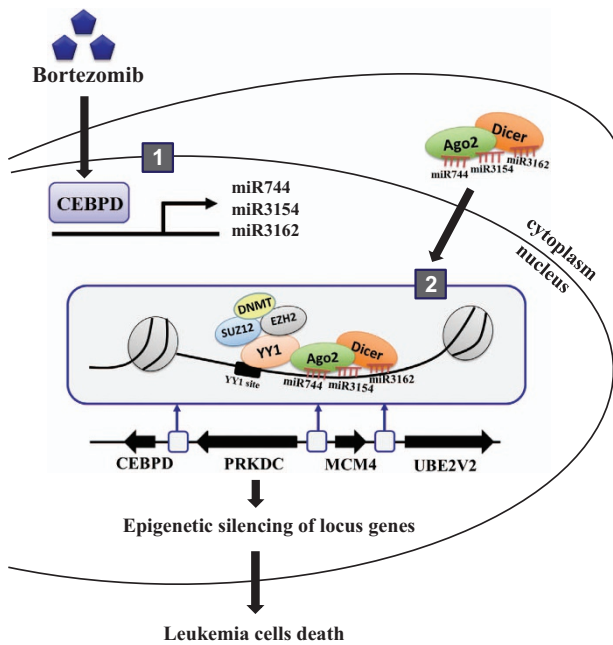 Bortezomib
1
CEBPD
miR744
miR3154
miR3162
Ago2
Dicer
miR744
miR3154
miR3162
cytoplasm
nucleus
2
DNMT
SUZ12
EZH2
YY1
Ago2
Dicer
YY1 site
miR744
miR3154
miR3162
CEBPD
PRKDC
MCM4
UBE2V2
Epigenetic silencing of locus genes
Leukemia cells death